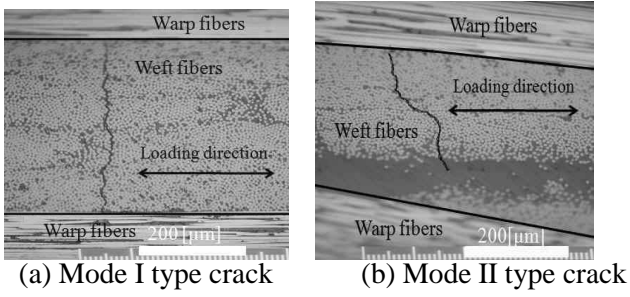 Warp fibers
Weft fibers
Loading direction
Warp fibers
200[μm]
(a) Mode I type crack
Warp fibers
Loading direction
Weft fibers
Warp fibers
200[μm]
(b) Mode II type crack